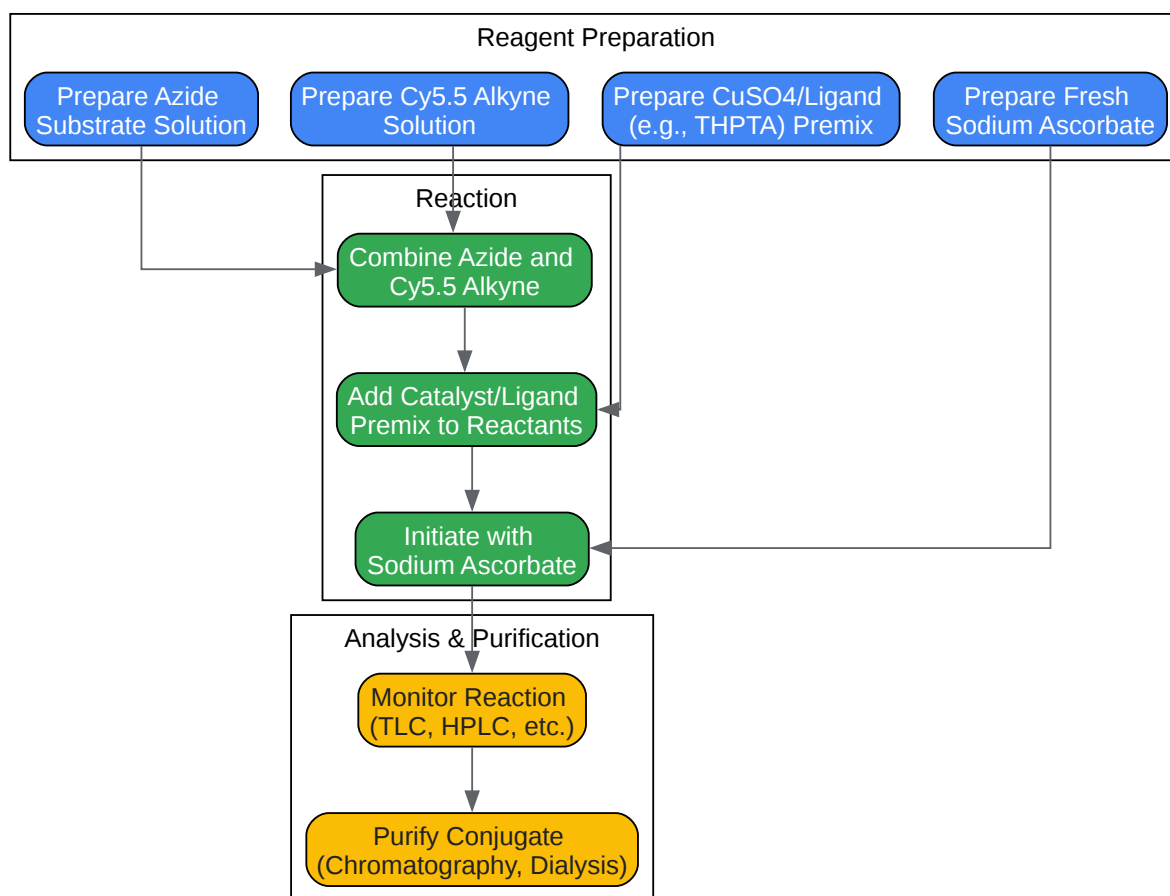 Reagent Preparation
Prepare Azide
Substrate Solution
Prepare Cy5.5 Alkyne
Solution
Prepare CuSO4/Ligand
(e.g., THPTA) Premix
Prepare Fresh
Sodium Ascorbate
Reaction
Combine Azide and
Cy5.5 Alkyne
Add Catalyst/Ligand
Premix to Reactants
Initiate with
Sodium Ascorbate
Analysis & Purification
Monitor Reaction
(TLC, HPLC, etc.)
Purify Conjugate
(Chromatography, Dialysis)